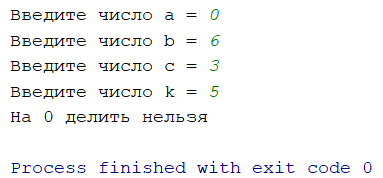 Введите число a = 0
Введите число b = 6
Введите число c = 3
Введите число k = 5
На 0 делить нельзя
Process finished with exit code 0